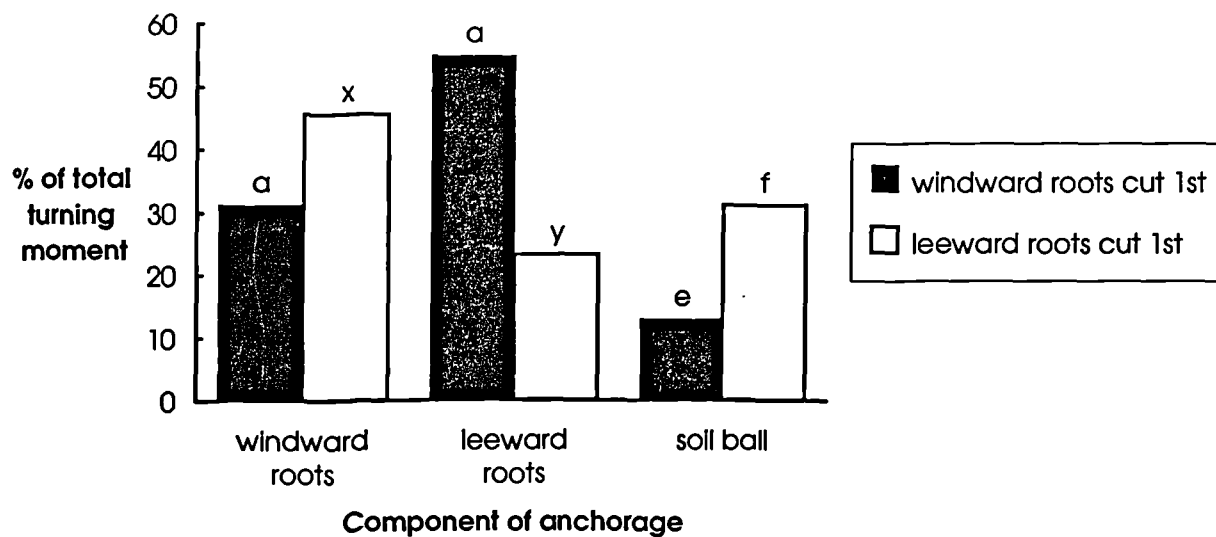 60
50
40
30
20
10
0
% of total
turning
moment
a
x
a
y
e
f
windward
roots
leeward
roots
soil ball
Component of anchorage
windward roots cut 1st
leeward roots cut 1st